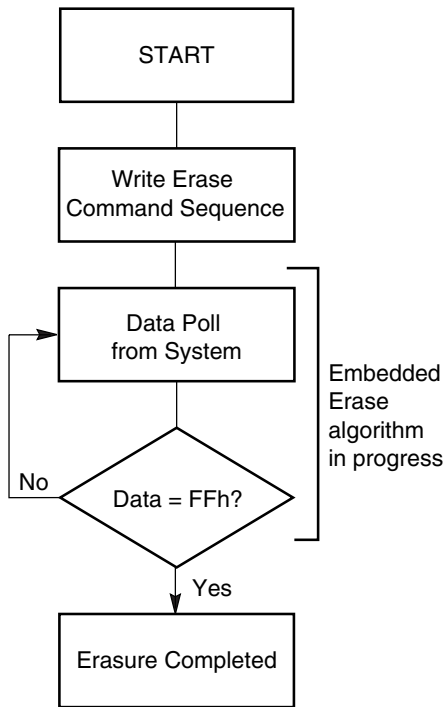 START
Write Erase
Command Sequence
Data Poll
from System
Embedded
Erase
algorithm
in progress
No
Data = FFh?
Yes
Erasure Completed